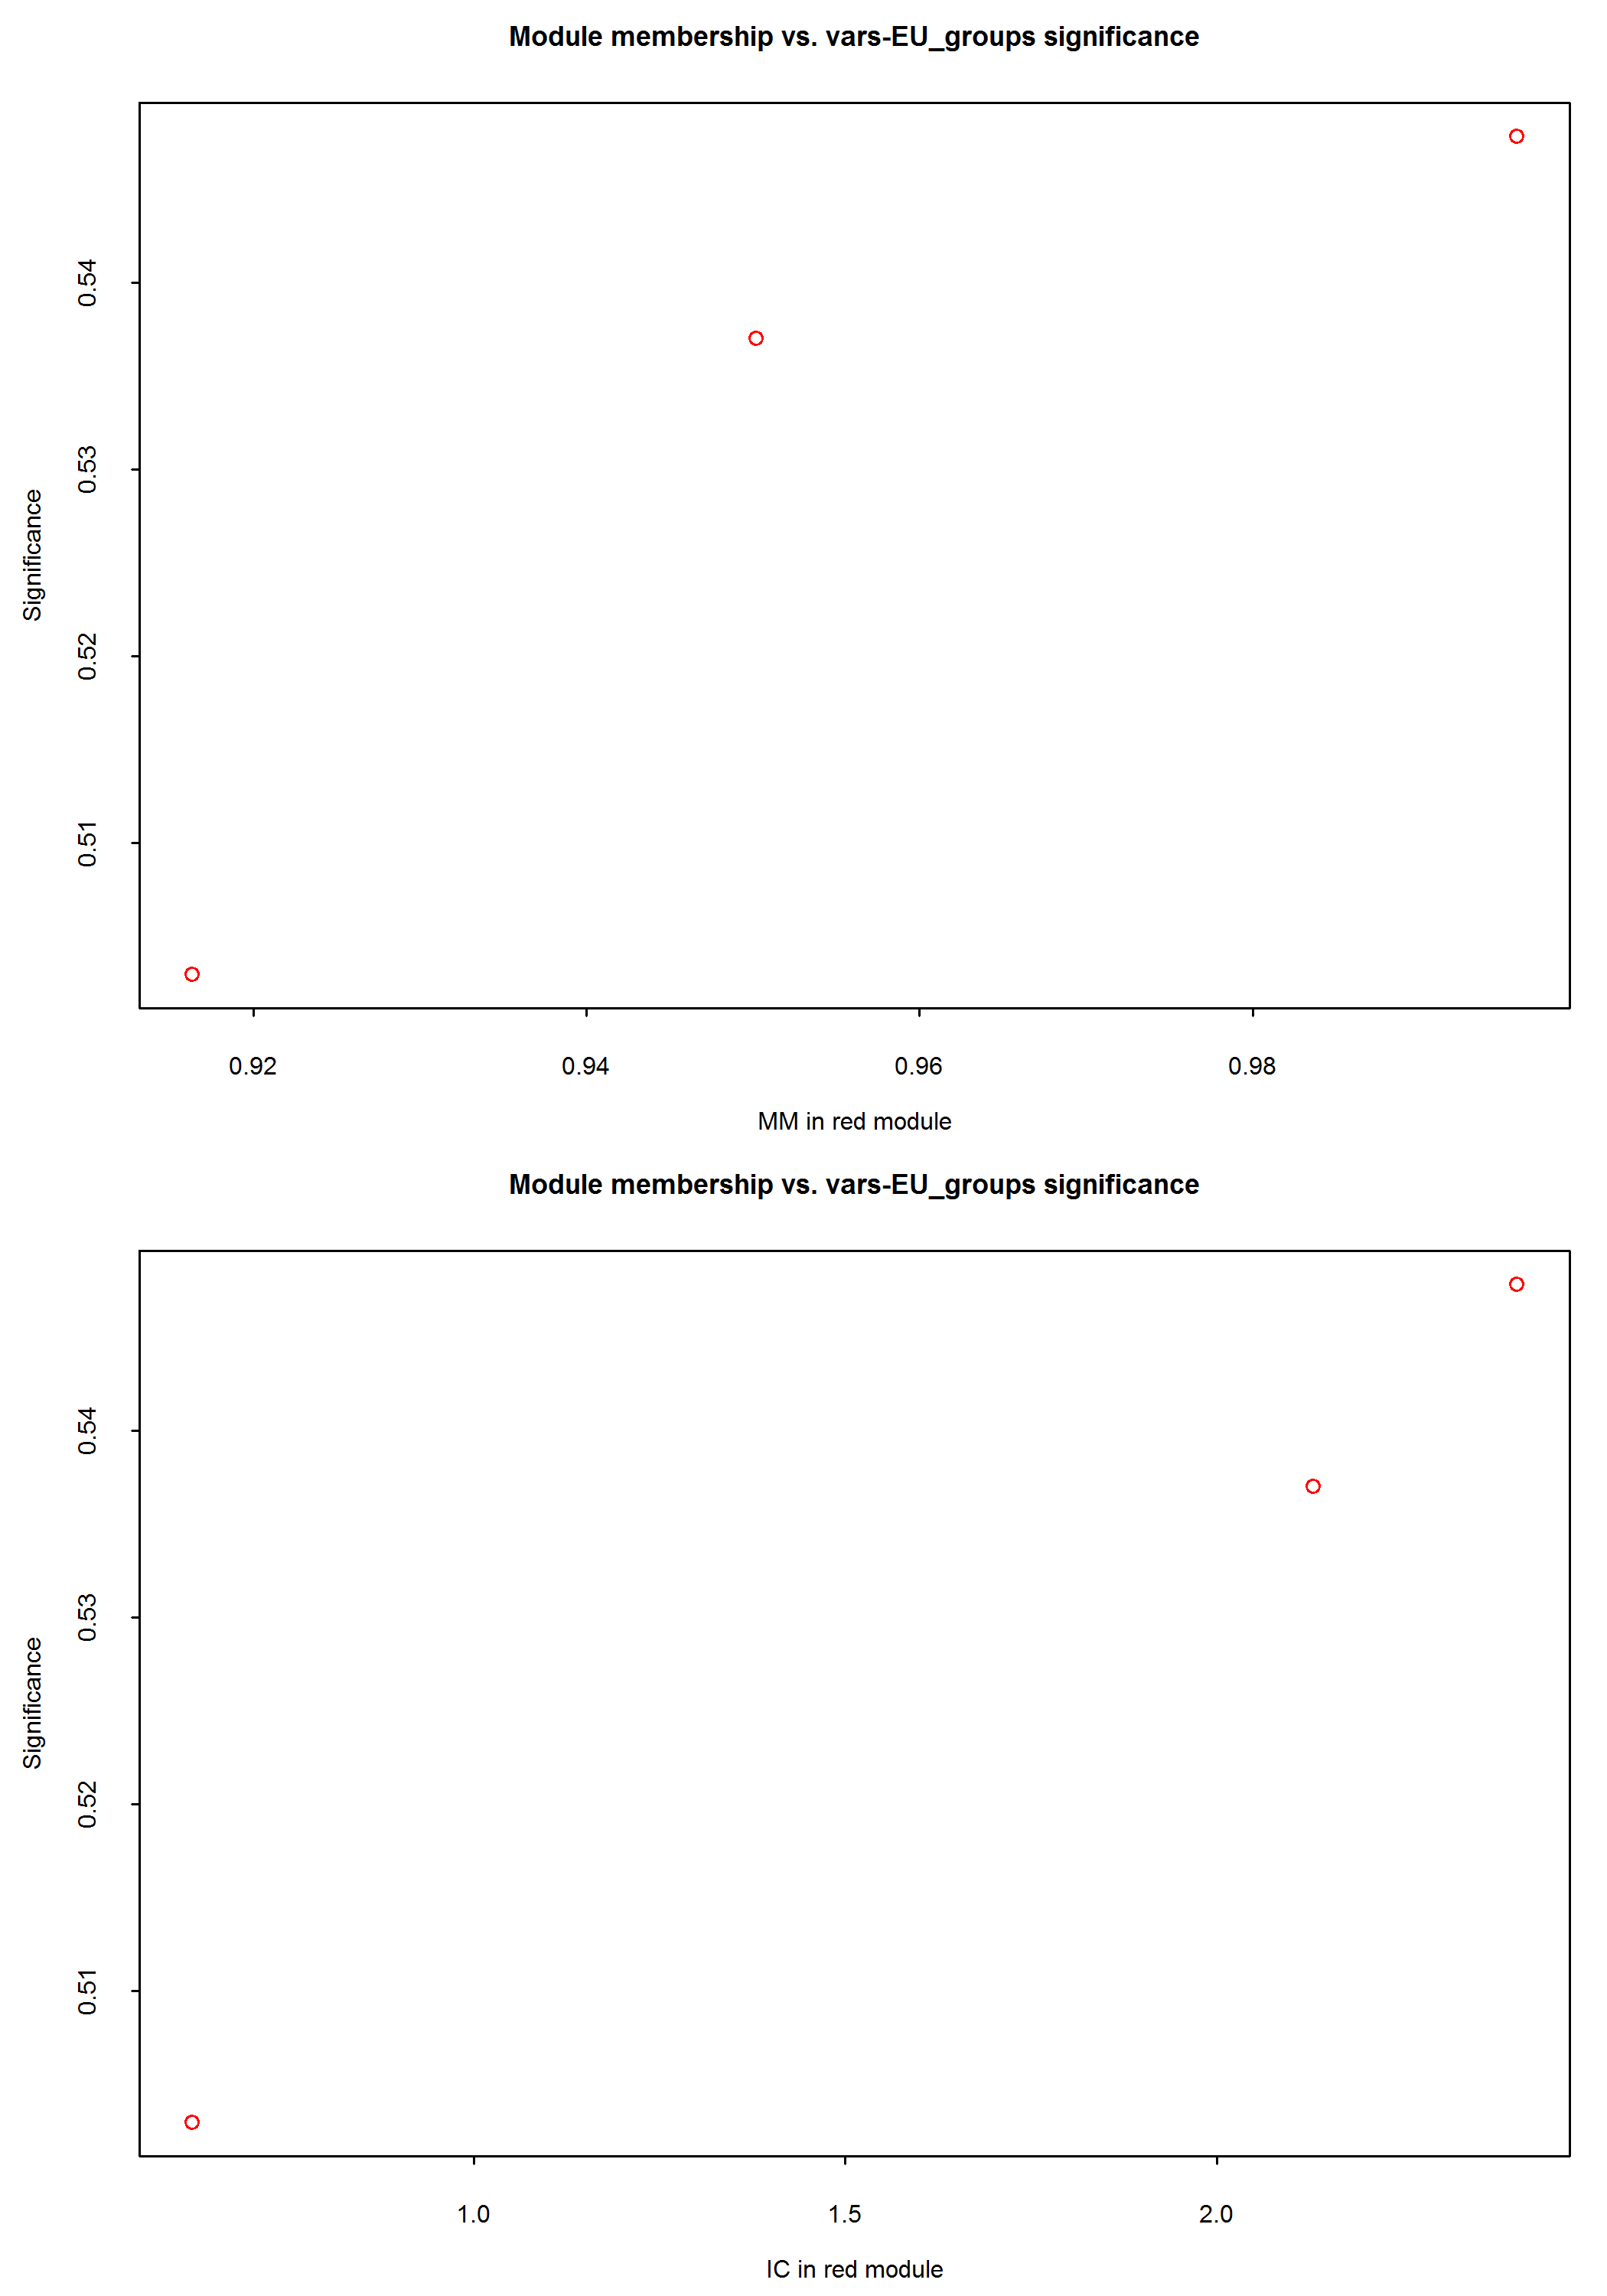 Module membership vs. vars-EU_groups significance
0.54
0.53
0.52
0.51
Significance
0.92 0.94 0.96 0.98
MM in red module
Module membership vs. vars-EU_groups significance
0.54
0.53
0.52
0.51
Significance
1.0 1.5 2.0
IC in red module